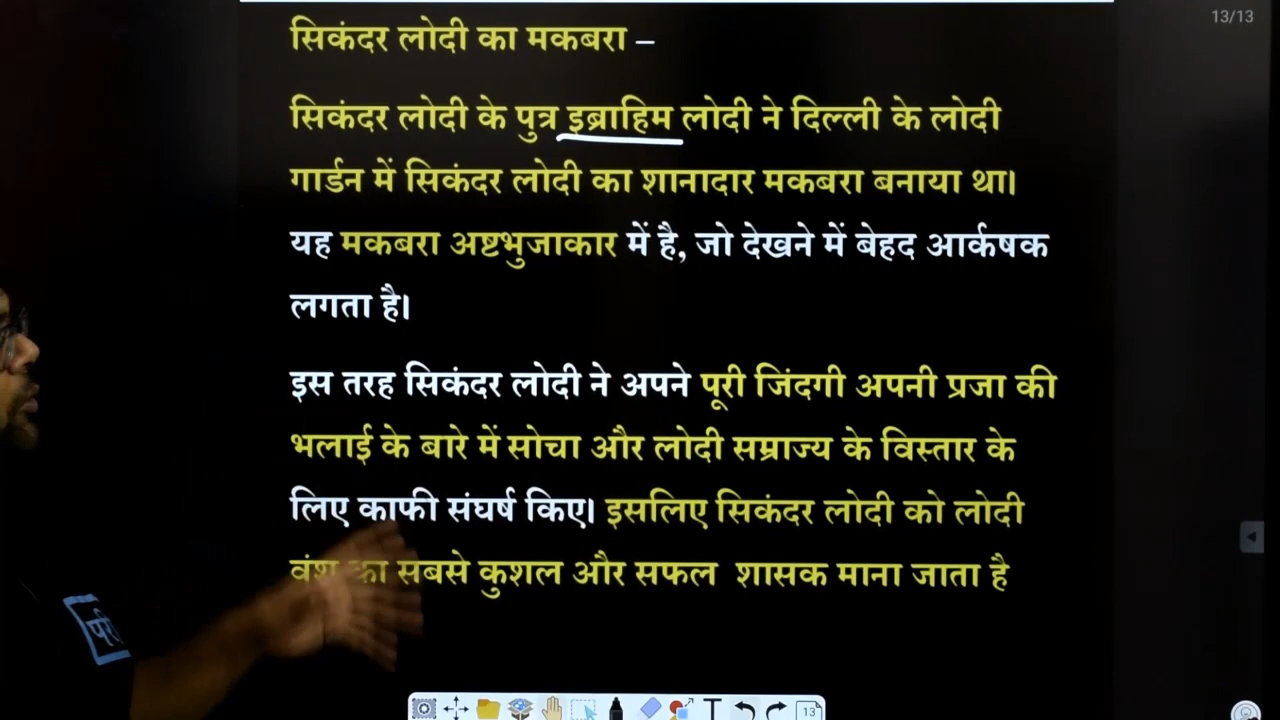 13/13
सिकंदर लोदी का मकबरा –
सिकंदर लोदी के पुत्र इब्राहिम लोदी ने दिल्ली के लोदी
गार्डन में सिकंदर लोदी का शानादार मकबरा बनाया था।
यह मकबरा अष्टभुजाकार में है, जो देखने में बेहद आर्कषक
लगता है।
इस तरह सिकंदर लोदी ने अपने पूरी जिंदगी अपनी प्रजा की
भलाई के बारे में सोचा और लोदी सम्राज्य के विस्तार के
लिए काफी संघर्ष किए। इसलिए सिकंदर लोदी को लोदी
वंश का सबसे कुशल और सफल शासक माना जाता है
T 13